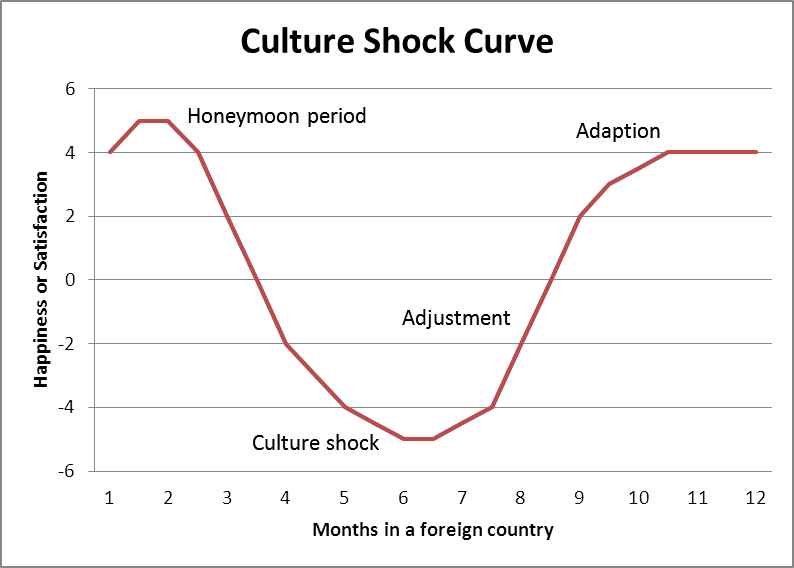 Culture Shock Curve
6
Honeymoon period
Adaption
4
2
0
Adjustment
-2
-4
Culture shock
-6
Happiness or Satisfaction
1 2 3 4 5 6 7 8 9 10 11 12
Months in a foreign country